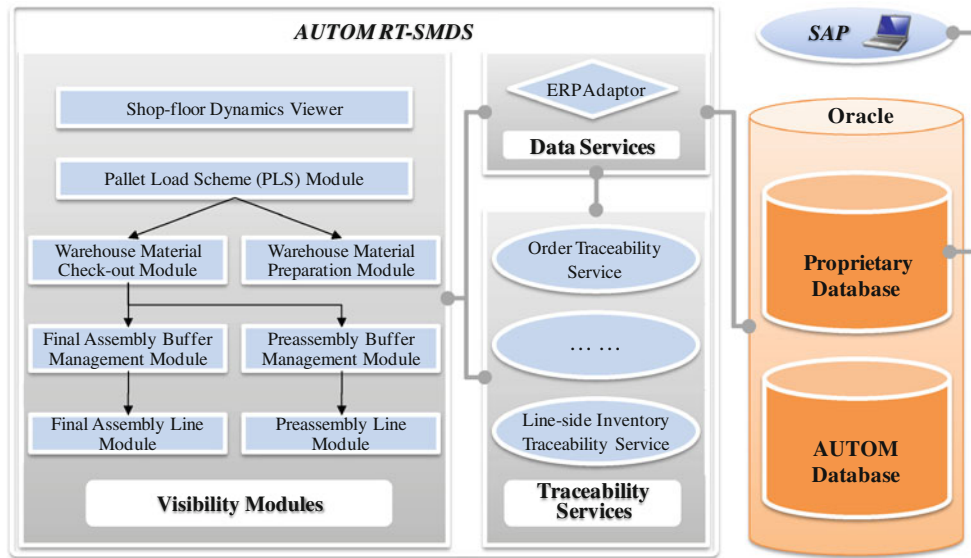 AUTOM RT-SMDS
Shop-floor Dynamics Viewer
Pallet Load Scheme (PLS) Module
Warehouse Material
Check-out Module
Warehouse Material
Preparation Module
Final Assembly Buffer
Management Module
Preassembly Buffer
Management Module
Final Assembly Line
Module
Preassembly Line
Module
Visibility Modules
ERPAdaptor
Data Services
Order Traceability
Service
... ...
Line-side Inventory
Traceability Service
Traceability
Services
SAP
Oracle
Proprietary
Database
AUTOM
Database